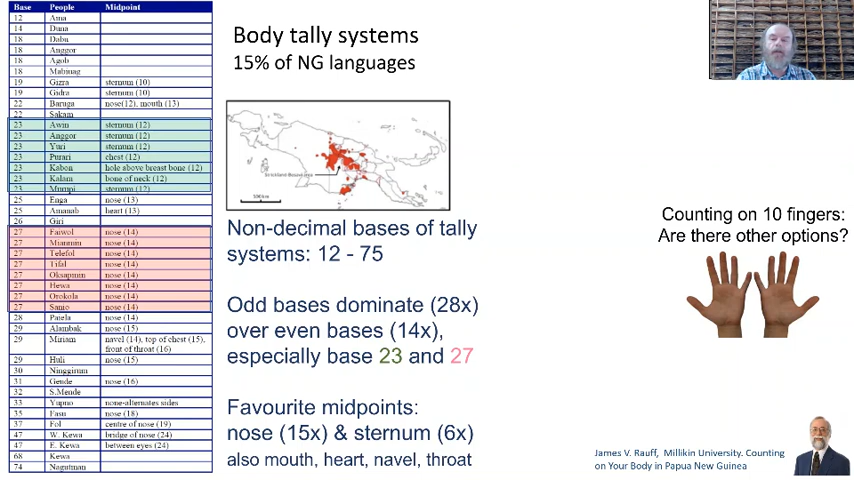 Base People Midpoint
12 Ama
14 Duna
18 Dabu
18 Anggor
18 Agob
18 Mabuiag
19 Gizra sternum (10)
19 Gidra sternum (10)
22 Baruga nose(12), mouth (13)
22 Sakam
23 Awin sternum (12)
23 Anggor sternum (12)
23 Yuri sternum (12)
23 Purari chest (12)
23 Kabon hole above breast bone (12)
23 Kalam bone of neck (12)
23 sternum (12)
25 Enga nose (13)
25 Amanab heart (13)
26 Giri
27 Faiwol nose (14)
27 Mianmin nose (14)
27 Telefol nose (14)
27 Tifal nose (14)
27 Oksapmin nose (14)
27 Hewa nose (14)
27 Orokola nose (14)
27 Sanio nose (14)
28 Paiela nose (14)
29 Alambak nose (15)
29 Miriam navel (14), top of chest (15),
front of throat (16)
29 Huli nose (15)
30 Ninggirum
31 Gende nose (16)
32 S.Mende
33 Yupno none-alternates sides
35 Fasu nose (18)
37 Fol centre of nose (19)
47 W. Kewa bridge of nose (24)
47 E. Kewa between eyes (24)
68 Kewa
74 Nagutman
Body tally systems
15% of NG languages
Non-decimal bases of tally
systems: 12 - 75
Odd bases dominate (28x)
over even bases (14x),
especially base 23 and 27
Favourite midpoints:
nose (15x) & sternum (6x)
also mouth, heart, navel, throat
Counting on 10 fingers:
Are there other options?
James V. Rauff, Millikin University. Counting
on Your Body in Papua New Guinea